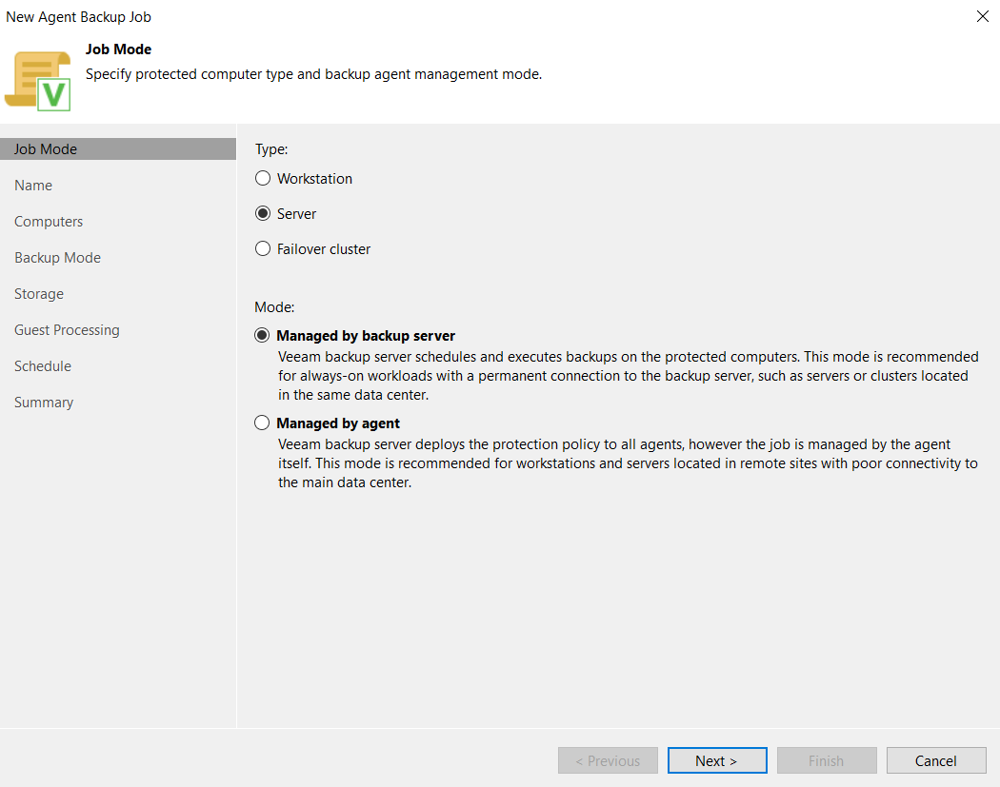 New Agent Backup Job
Job Mode
Specify protected computer type and backup agent management mode.
V
Job Mode
Name
Computers
Backup Mode
Storage
Guest Processing
Schedule
Summary
Type:
Workstation
Server
Failover cluster
Mode:
Managed by backup server
Veeam backup server schedules and executes backups on the protected computers. This mode is recommended
for always-on workloads with a permanent connection to the backup server, such as servers or clusters located
in the same data center.
Managed by agent
Veeam backup server deploys the protection policy to all agents, however the job is managed by the agent
itself. This mode is recommended for workstations and servers located in remote sites with poor connectivity to
the main data center.
< Previous
Next >
Finish
Cancel